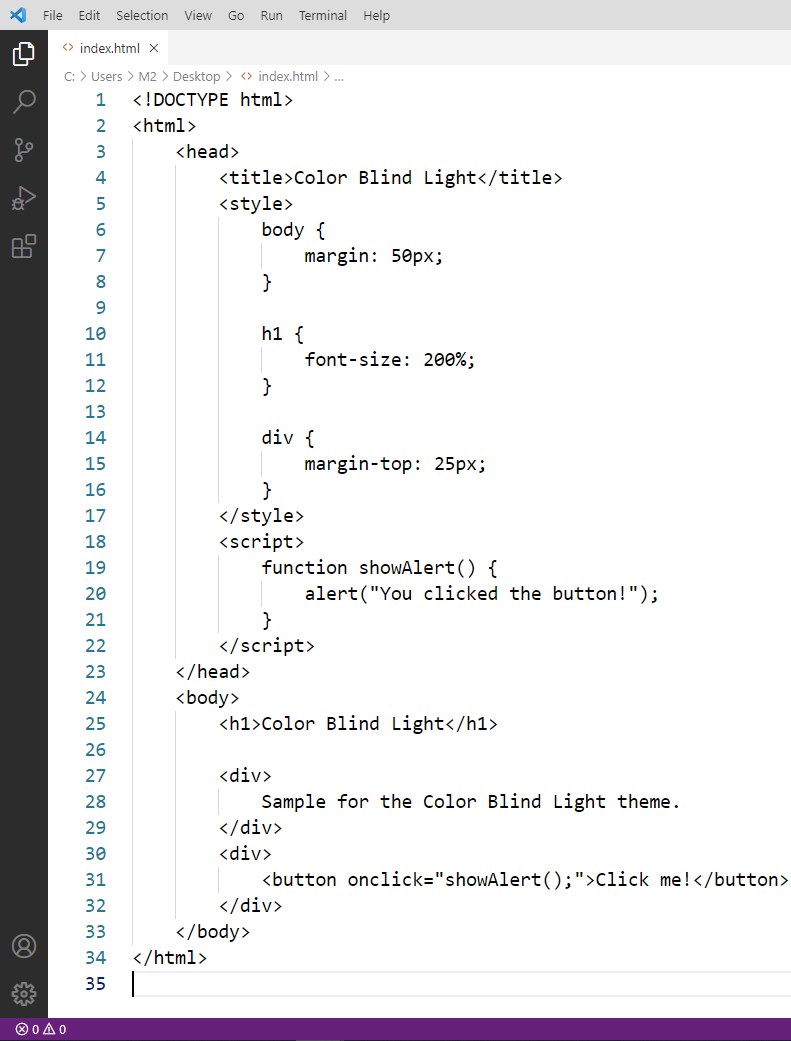 File Edit Selection View Go Run Terminal Help
index.html
C: > Users > M2 > Desktop > index.html > ...
1 <!DOCTYPE html>
2 <html>
3 <head>
4 <title>Color Blind Light</title>
5 <style>
6 body {
7 margin: 50px;
8 }
9
10 h1 {
11 font-size: 200%;
12 }
13
14 div {
15 margin-top: 25px;
16 }
17 </style>
18 <script>
19 function showAlert() {
20 alert("You clicked the button!");
21 }
22 </script>
23 </head>
24 <body>
25 <h1>Color Blind Light</h1>
26
27 <div>
28 Sample for the Color Blind Light theme.
29 </div>
30 <div>
31 <button onclick="showAlert();">Click me!</button>
32 </div>
33 </body>
34 </html>
35
0 0